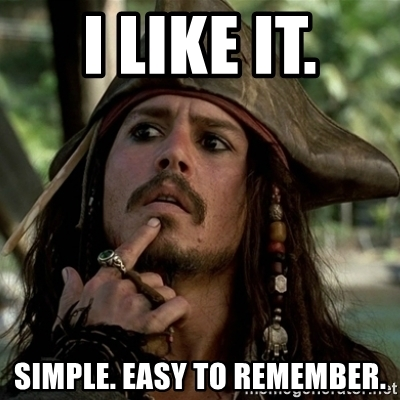 I LIKE IT.
SIMPLE. EASY TO REMEMBER.
memegenerator.net